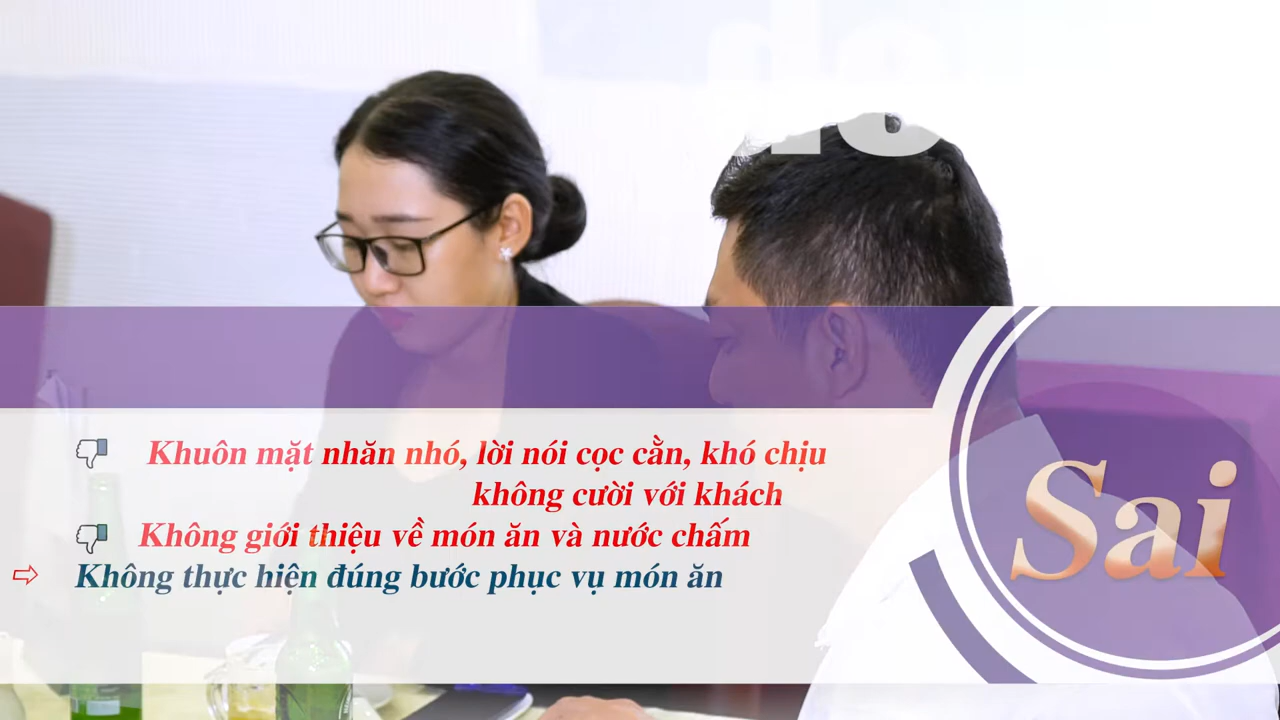 Khuôn mặt nhăn nhó, lời nói cọc cằn, khó chịu
không cười với khách
Không giới thiệu về món ăn và nước chấm
Không thực hiện đúng bước phục vụ món ăn
Sai